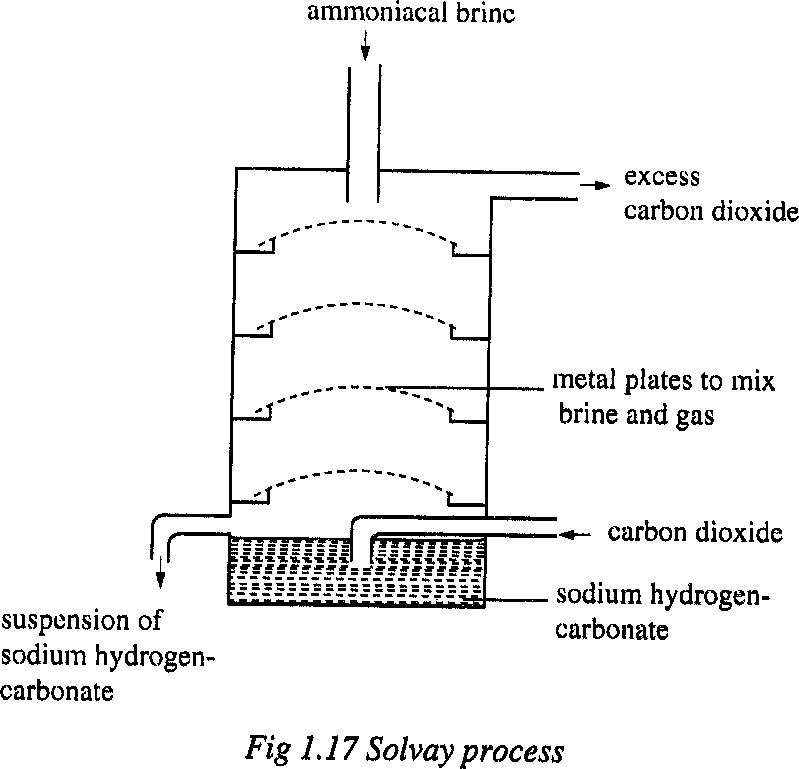 ammoniacal brine
excess
carbon dioxide
metal plates to mix
brine and gas
carbon dioxide
sodium hydrogen-
carbonate
suspension of
sodium hydrogen-
carbonate
Fig 1.17 Solvay process